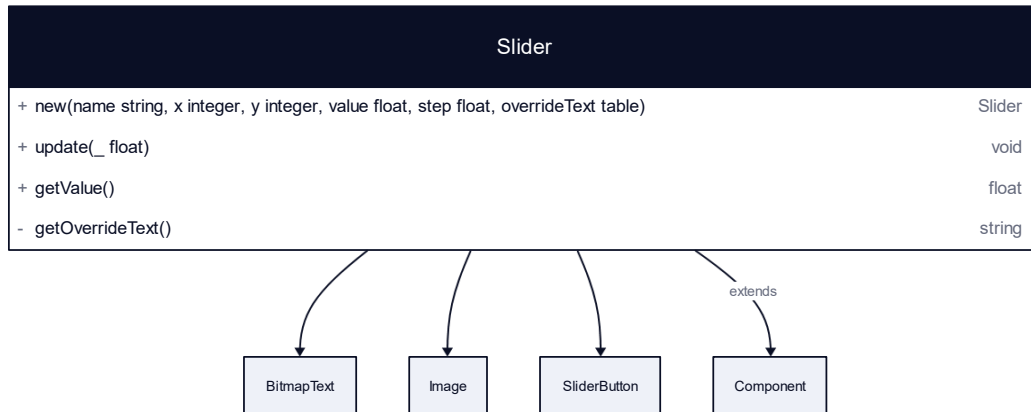 Slider
+ new(name string, x integer, y integer, value float, step float, overrideText table) Slider
+ update(_ float) void
+ getValue() float
- getOverrideText() string
extends
BitmapText Image SliderButton Component